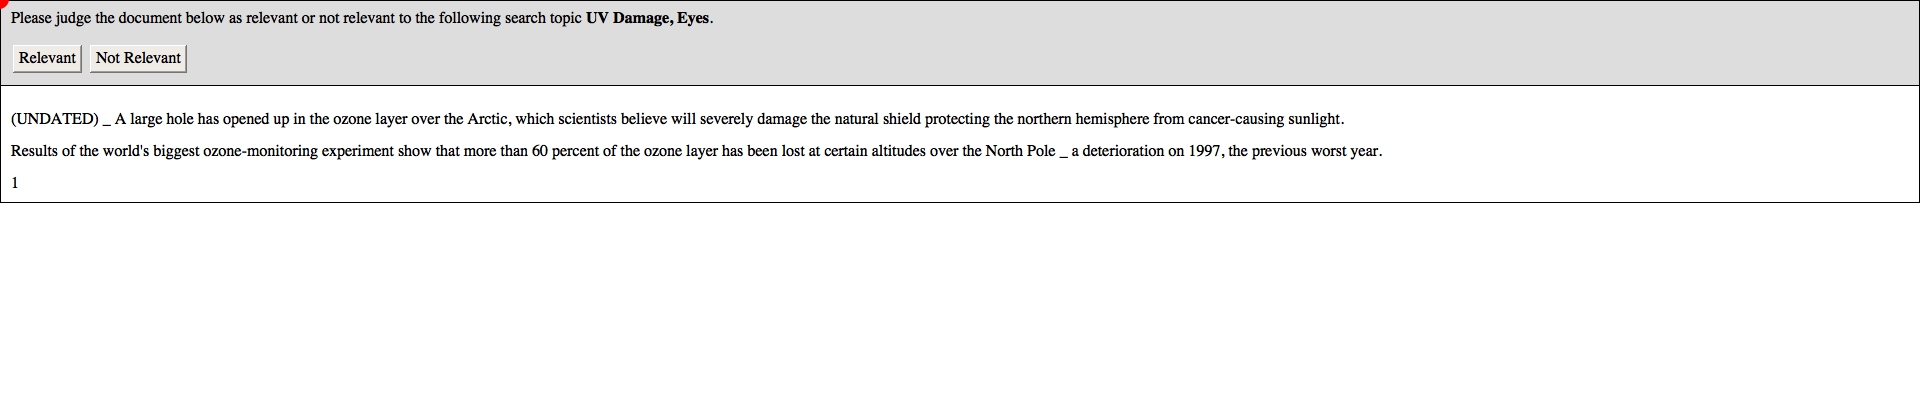 Please judge the document below as relevant or not relevant to the following search topic UV Damage, Eyes.
Relevant Not Relevant
(UNDATED) _ A large hole has opened up in the ozone layer over the Arctic, which scientists believe will severely damage the natural shield protecting the northern hemisphere from cancer-causing sunlight.
Results of the world's biggest ozone-monitoring experiment show that more than 60 percent of the ozone layer has been lost at certain altitudes over the North Pole _ a deterioration on 1997, the previous worst year.
1